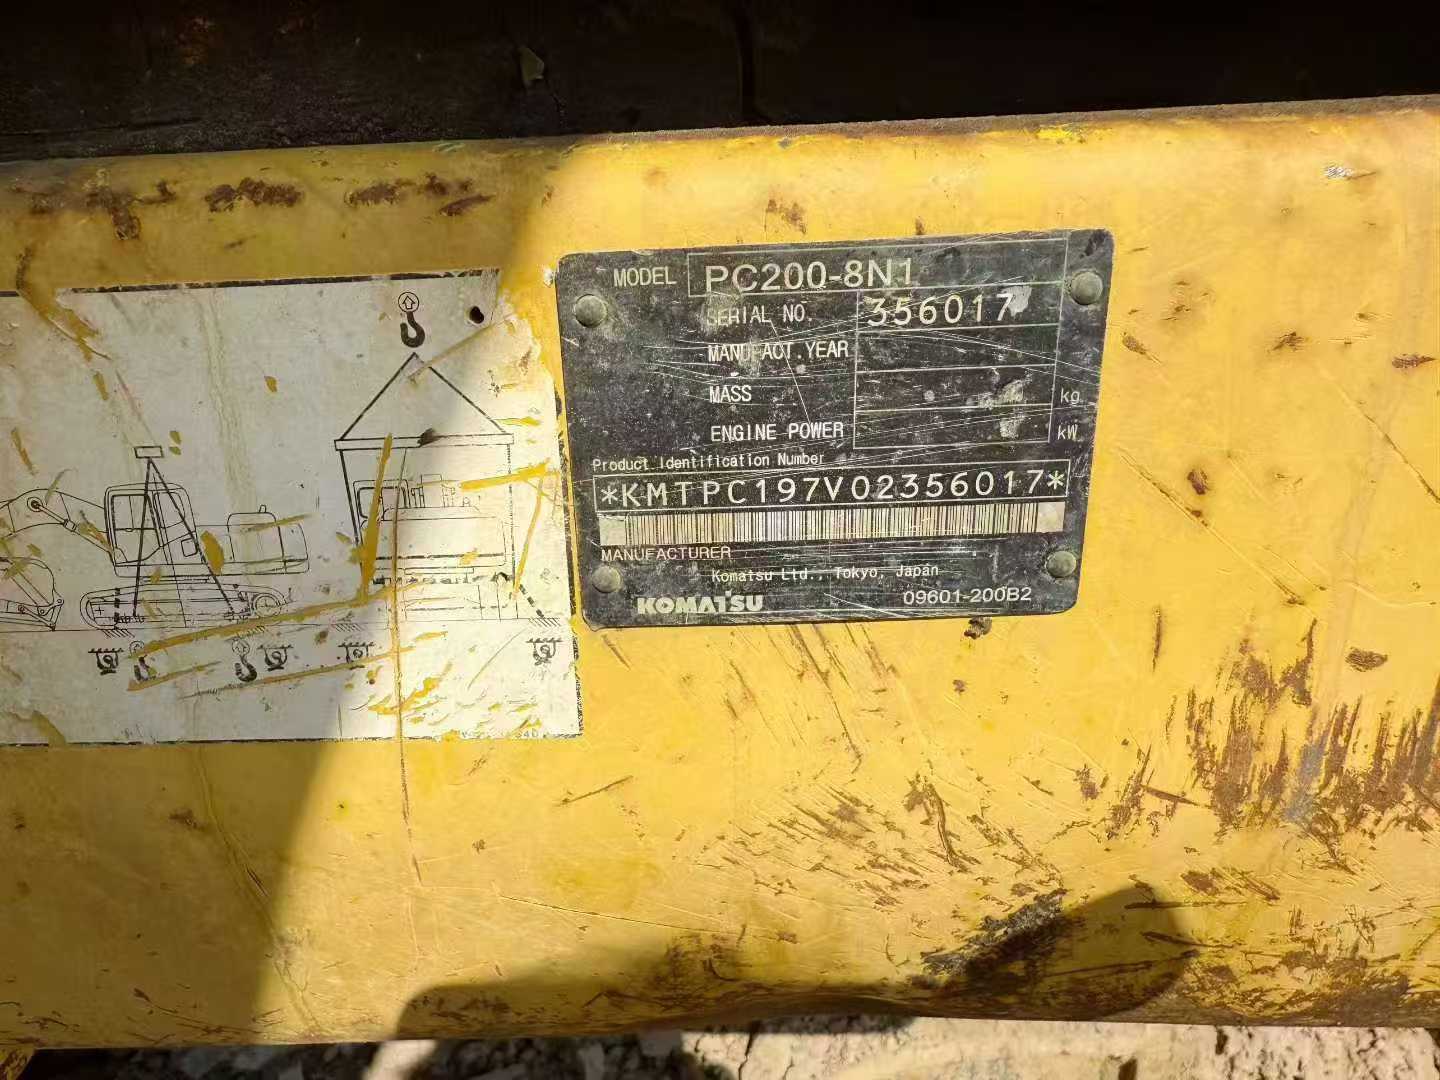 MODEL PC200-8N1
SERIAL NO. 356017
MANUFACT.YEAR
MASS kg
ENGINE POWER kW
Product Identification Number
*KMTPC197V02356017*
MANUFACTURER
Komatsu Ltd., Tokyo, Japan
KOMATSU 09601-200B2